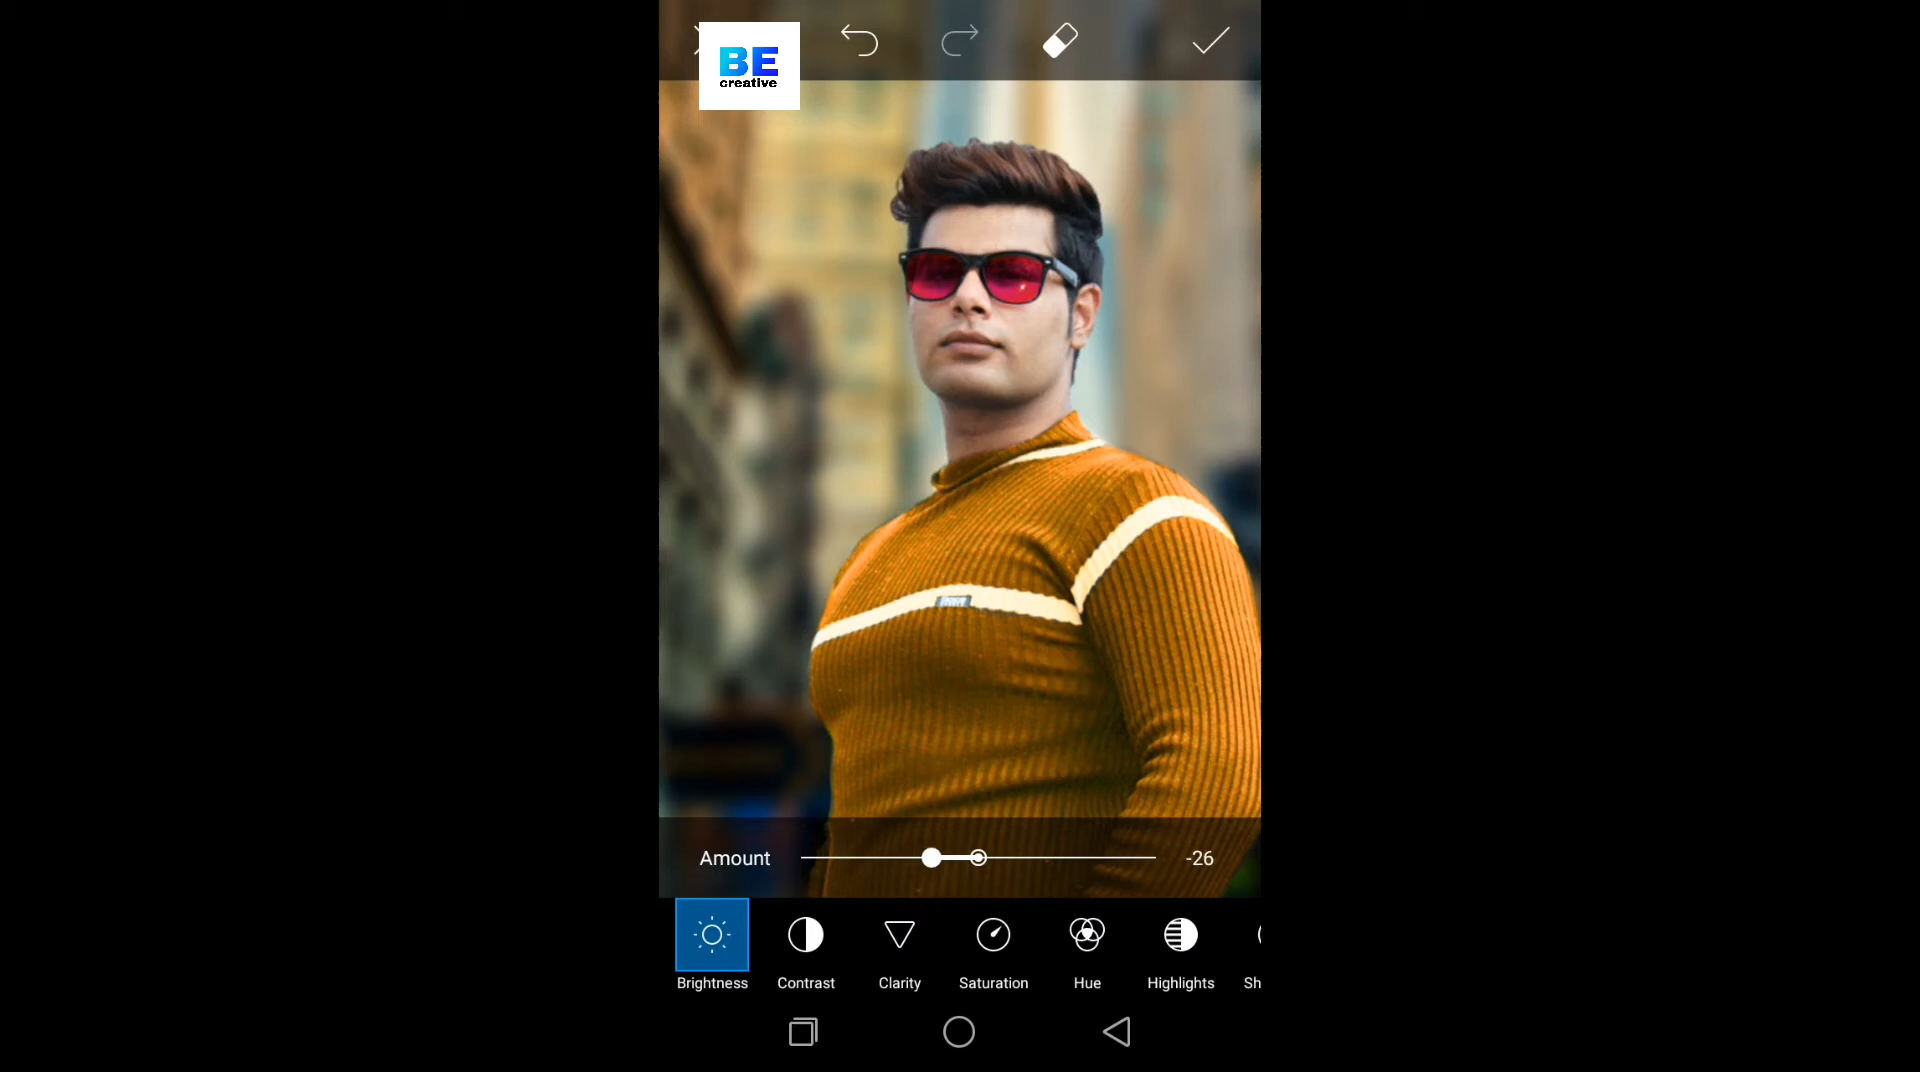 BE
creative
Amount -26
Brightness Contrast Clarity Saturation Hue Highlights Sh